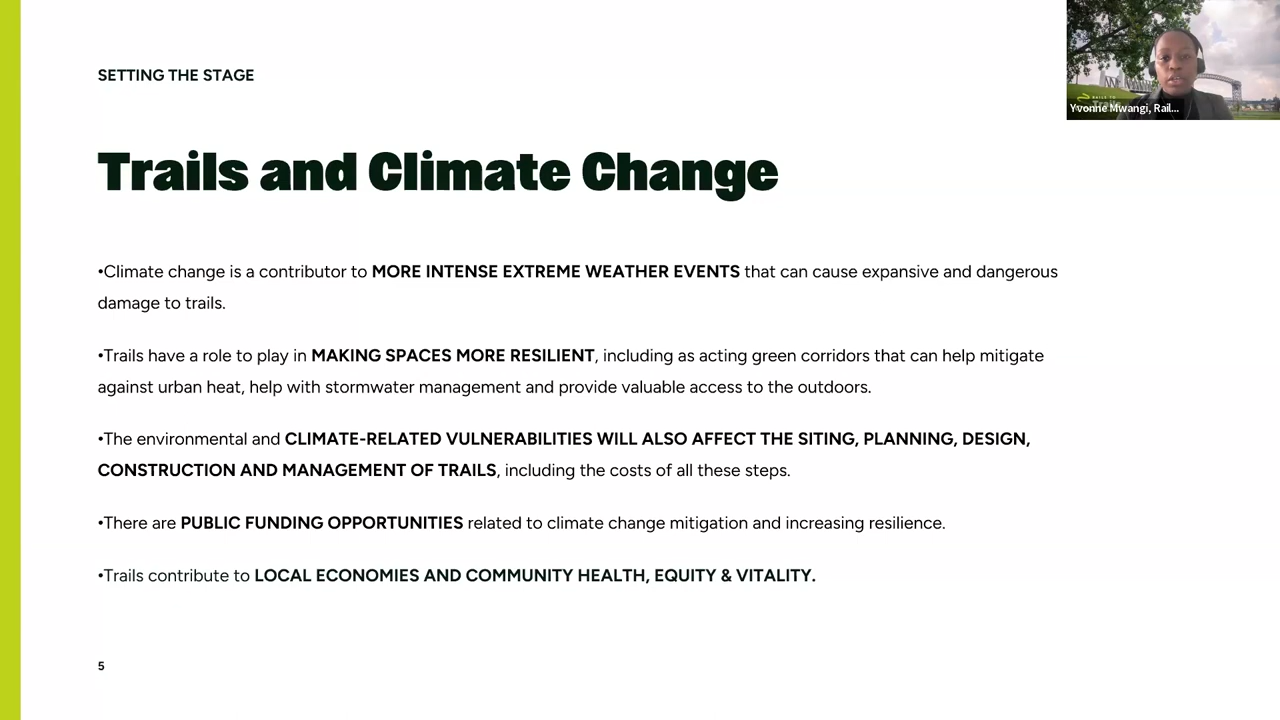 SETTING THE STAGE
Yvonne Mwangi, Rail...
Trails and Climate Change
•Climate change is a contributor to MORE INTENSE EXTREME WEATHER EVENTS that can cause expansive and dangerous
damage to trails.
•Trails have a role to play in MAKING SPACES MORE RESILIENT, including as acting green corridors that can help mitigate
against urban heat, help with stormwater management and provide valuable access to the outdoors.
•The environmental and CLIMATE-RELATED VULNERABILITIES WILL ALSO AFFECT THE SITING, PLANNING, DESIGN,
CONSTRUCTION AND MANAGEMENT OF TRAILS, including the costs of all these steps.
•There are PUBLIC FUNDING OPPORTUNITIES related to climate change mitigation and increasing resilience.
•Trails contribute to LOCAL ECONOMIES AND COMMUNITY HEALTH, EQUITY & VITALITY.
5